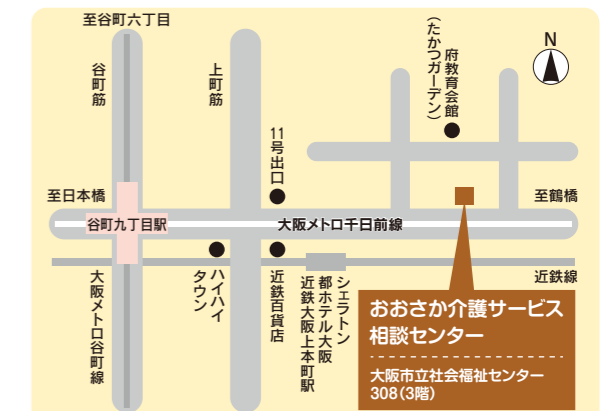 至谷町六丁目
谷町筋
上町筋
府教育会館
(たかつガーデン)
N
11号出口
至日本橋
至鶴橋
谷町九丁目駅
大阪メトロ千日前線
近鉄線
大阪メトロ谷町線
ハイハイ
タウン
近鉄百貨店
シェラトン
都ホテル大阪
近鉄大阪上本町駅
おおさか介護サービス
相談センター
大阪市立社会福祉センター
308(3階)